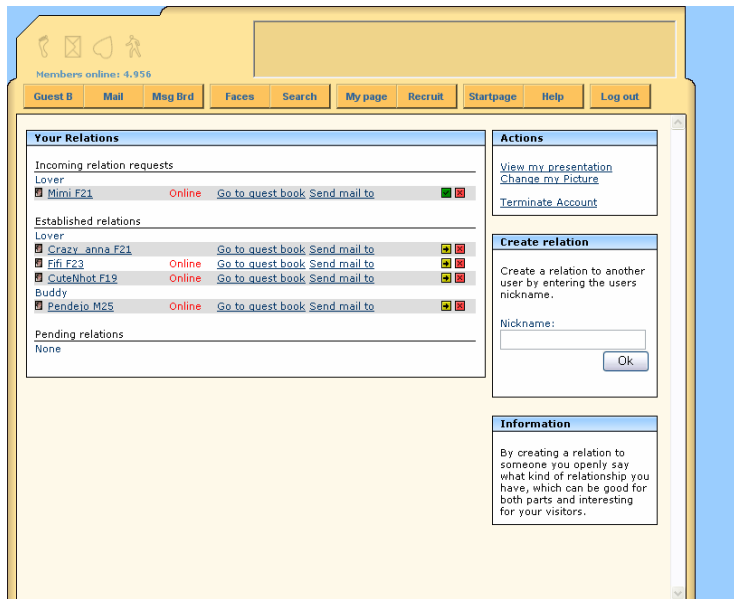 Members online: 4.956
Guest B Mail Msg Brd Faces Search My page Recruit Startpage Help Log out
Your Relations
Incoming relation requests
Lover
Mimi F21 Online Go to guest book Send mail to
Established relations
Lover
Crazy_anna F21 Go to guest book Send mail to
Fifi F23 Online Go to guest book Send mail to
CuteNhot F19 Online Go to guest book Send mail to
Buddy
Pendejo M25 Online Go to guest book Send mail to
Pending relations
None
Actions
View my presentation
Change my Picture
Terminate Account
Create relation
Create a relation to another
user by entering the users
nickname.
Nickname:
Ok
Information
By creating a relation to
someone you openly say
what kind of relationship you
have, which can be good for
both parts and interesting
for your visitors.